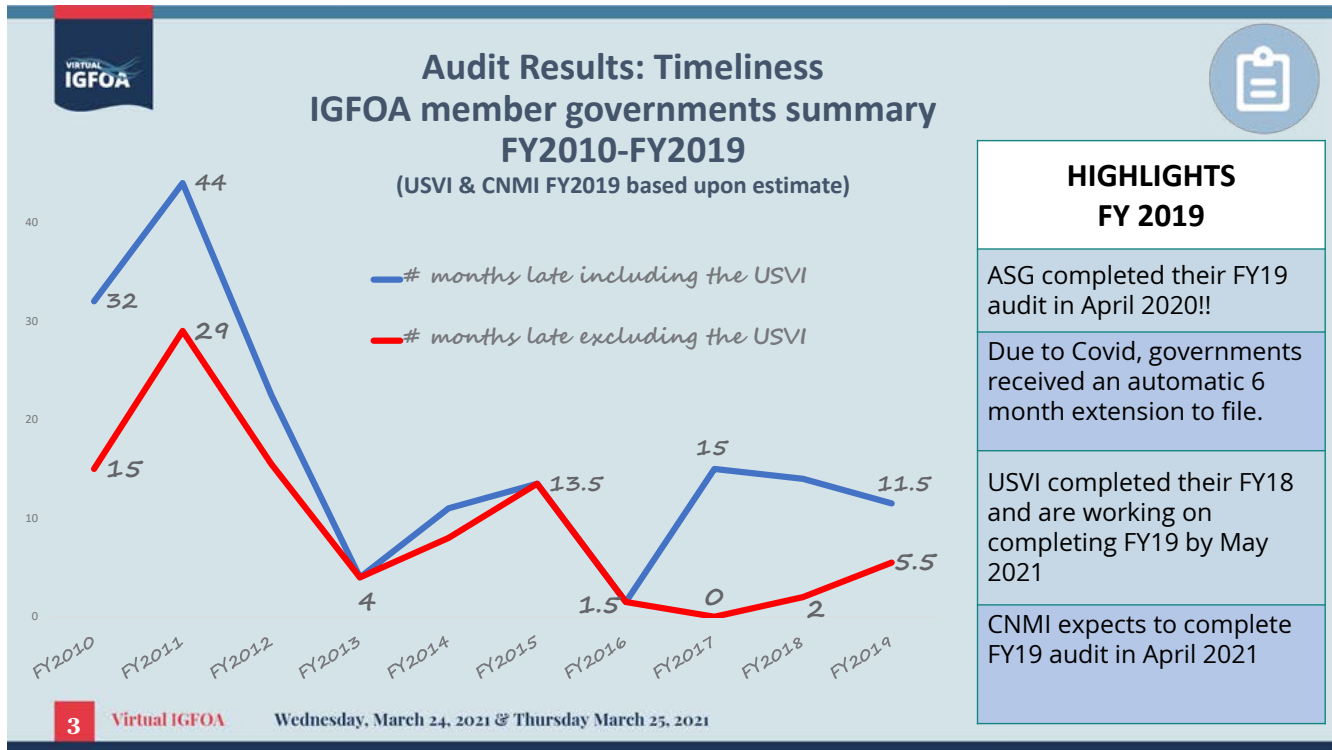 VIRTUAL
IGFOA
Audit Results: Timeliness
IGFOA member governments summary
FY2010-FY2019
(USVI & CNMI FY2019 based upon estimate)
40
30
20
10
0
44
32
29
15
4
13.5
1.5
15
0
2
11.5
5.5
# months late including the USVI
# months late excluding the USVI
FY2010
FY2011
FY2012
FY2013
FY2014
FY2015
FY2016
FY2017
FY2018
FY2019
HIGHLIGHTS
FY 2019
ASG completed their FY19
audit in April 2020!!
Due to Covid, governments
received an automatic 6
month extension to file.
USVI completed their FY18
and are working on
completing FY19 by May
2021
CNMI expects to complete
FY19 audit in April 2021
3
Virtual IGFOA
Wednesday, March 24, 2021 & Thursday March 25, 2021